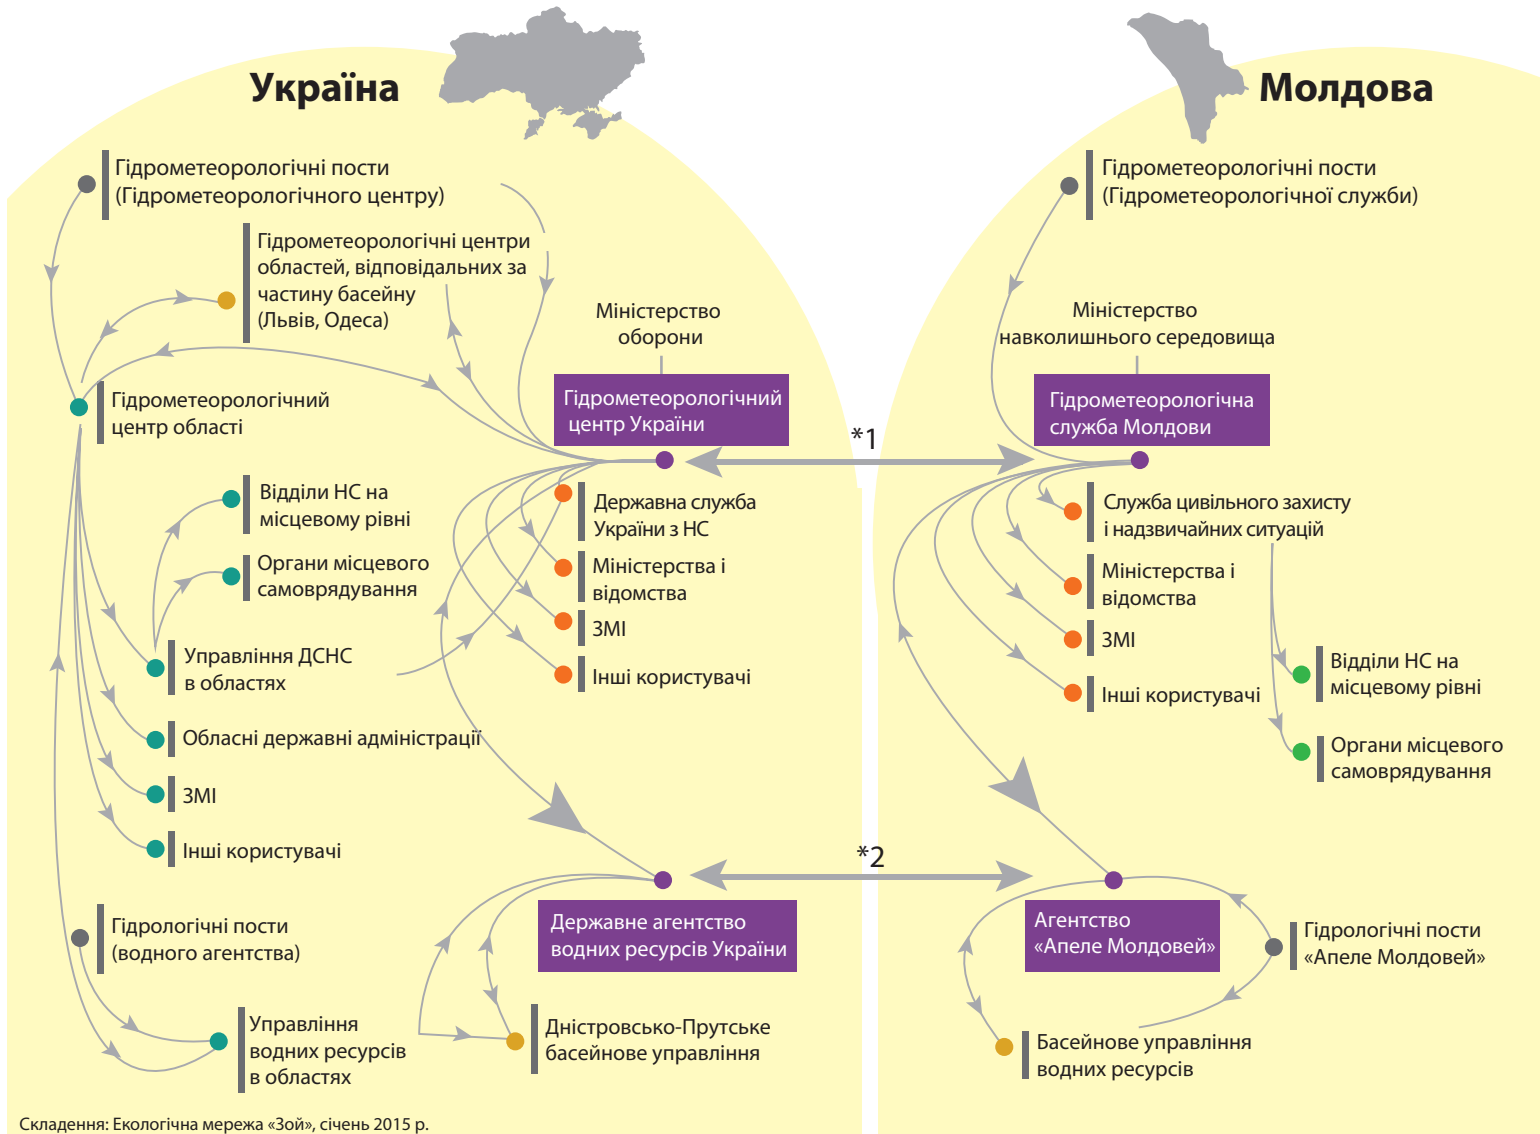 Україна
Гідрометеорологічні пости
(Гідрометеорологічного центру)
Гідрометеорологічні центри
областей, відповідальних за
частину басейну
(Львів, Одеса)
Міністерство
оборони
Гідрометеорологічний
центр України
Гідрометеорологічний
центр області
Відділи НС на
місцевому рівні
Органи місцевого
самоврядування
Управління ДСНС
в областях
Обласні державні адміністрації
ЗМІ
Інші користувачі
Державна служба
України з НС
Міністерства і
відомства
ЗМІ
Інші користувачі
Гідрологічні пости
(водного агентства)
Управління
водних ресурсів
в областях
Державне агентство
водних ресурсів України
Дністровсько-Прутське
басейнове управління
*1
*2
Молдова
Гідрометеорологічні пости
(Гідрометеорологічної служби)
Міністерство
навколишнього середовища
Гідрометеорологічна
служба Молдови
Служба цивільного захисту
і надзвичайних ситуацій
Міністерства і
відомства
ЗМІ
Інші користувачі
Відділи НС на
місцевому рівні
Органи місцевого
самоврядування
Агентство
«Апеле Молдовей»
Гідрологічні пости
«Апеле Молдовей»
Басейнове управління
водних ресурсів
Складення: Екологічна мережа «Зой», січень 2015 р.